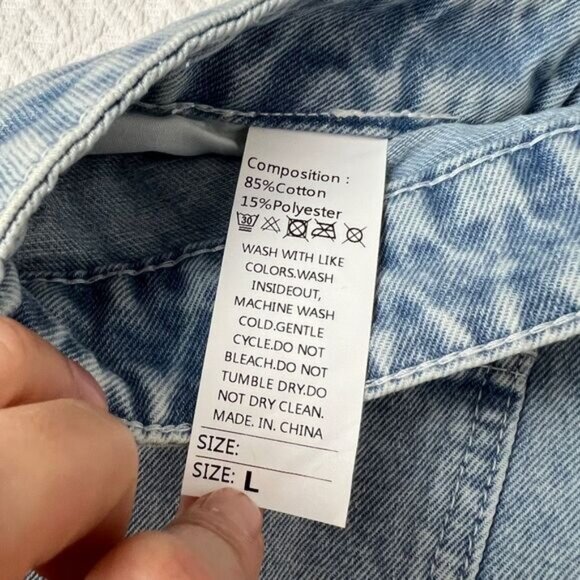 Composition :
85%Cotton
15%Polyester
30
WASH WITH LIKE
COLORS.WASH
INSIDEOUT,
MACHINE WASH
COLD.GENTLE
CYCLE.DO NOT
BLEACH.DO NOT
TUMBLE DRY.DO
NOT DRY CLEAN.
MADE. IN. CHINA
SIZE:
SIZE: L